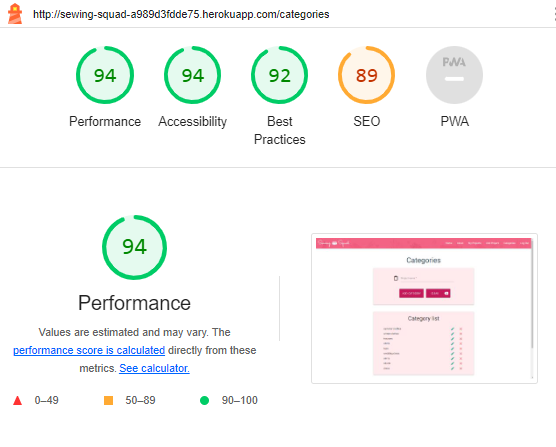 http://sewing-squad-a989d3fdde75.herokuapp.com/categories
94 94 92 89 PWA
Performance Accessibility Best Practices SEO PWA
94
Performance
Values are estimated and may vary. The
performance score is calculated directly from these
metrics. See calculator.
0–49 50–89 90–100
Categories
Category list